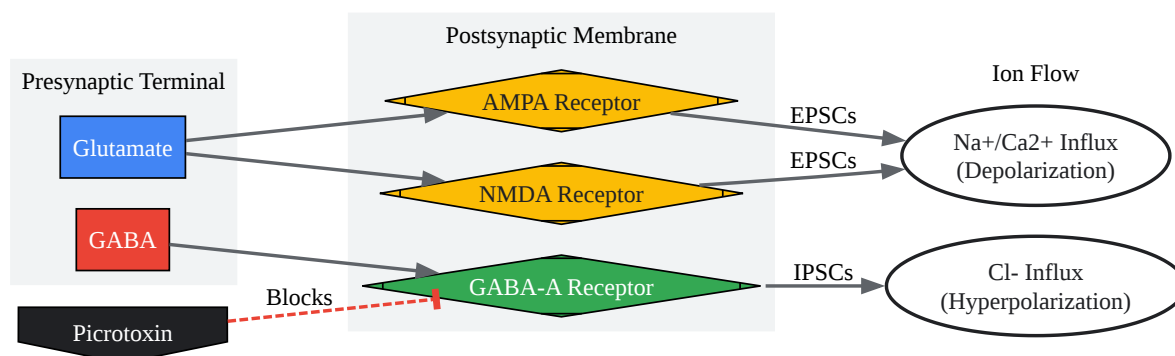 Postsynaptic Membrane
Presynaptic Terminal
Ion Flow
AMPA Receptor
EPSCs
Glutamate
Na+/Ca2+ Influx
(Depolarization)
EPSCs
NMDA Receptor
GABA
IPSCs
Cl- Influx
(Hyperpolarization)
GABA-A Receptor
Blocks
Picrotoxin